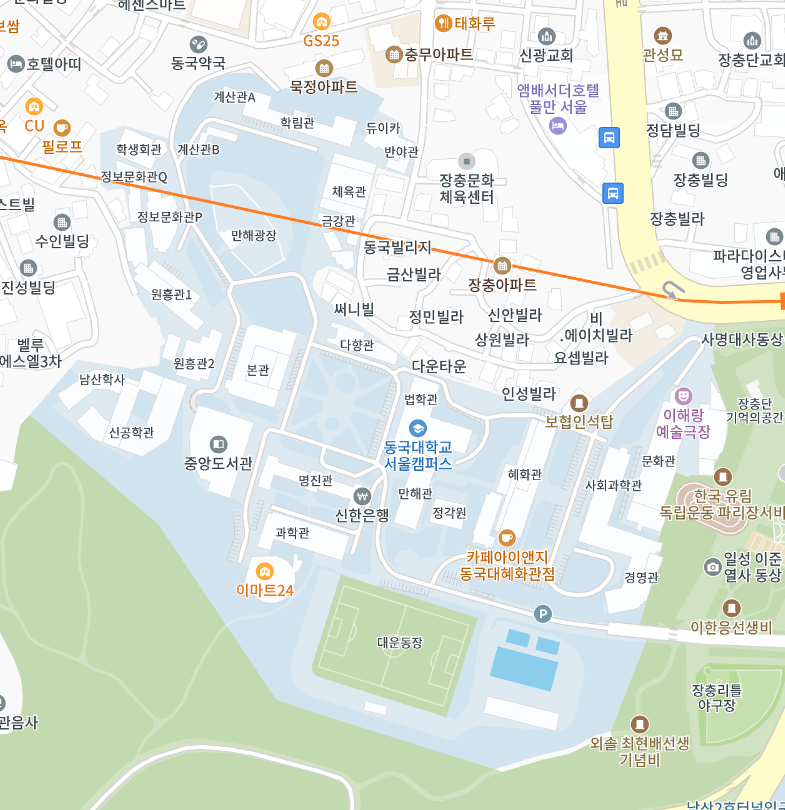 헨센스마트
보쌈
GS25
태화루
호텔아띠
동국약국
충무아파트
신광교회
관성묘
장충단교회
묵정아파트
앰배서더호텔
풀만 서울
계산관A
CU
필로프
학림관
듀이카
정담빌딩
학생회관
계산관B
반야관
정보문화관Q
장충문화
체육센터
장충빌딩
체육관
스트빌
정보문화관P
금강관
장충빌라
수인빌딩
만해광장
동국빌리지
파라다이스
영업사
진성빌딩
금산빌라
장충아파트
원흥관1
써니빌
정민빌라
신안빌라
비
.에이치빌라
벨루
에스엘3차
다향관
상원빌라
사명대사동상
원흥관2
본관
다운타운
요셉빌라
남산학사
법학관
인성빌라
이해랑
예술극장
장충단
기억의공간
보협인석탑
신공학관
동국대학교
서울캠퍼스
중앙도서관
문화관
명진관
혜화관
사회과학관
만해관
한국 유림
독립운동 파리장서비
신한은행
정각원
과학관
카페아이앤지
동국대혜화관점
일성 이준
열사 동상
이마트24
경영관
P
이한응선생비
대운동장
장충리틀
야구장
관음사
외솔 최현배선생
기념비
남산2호터널입구